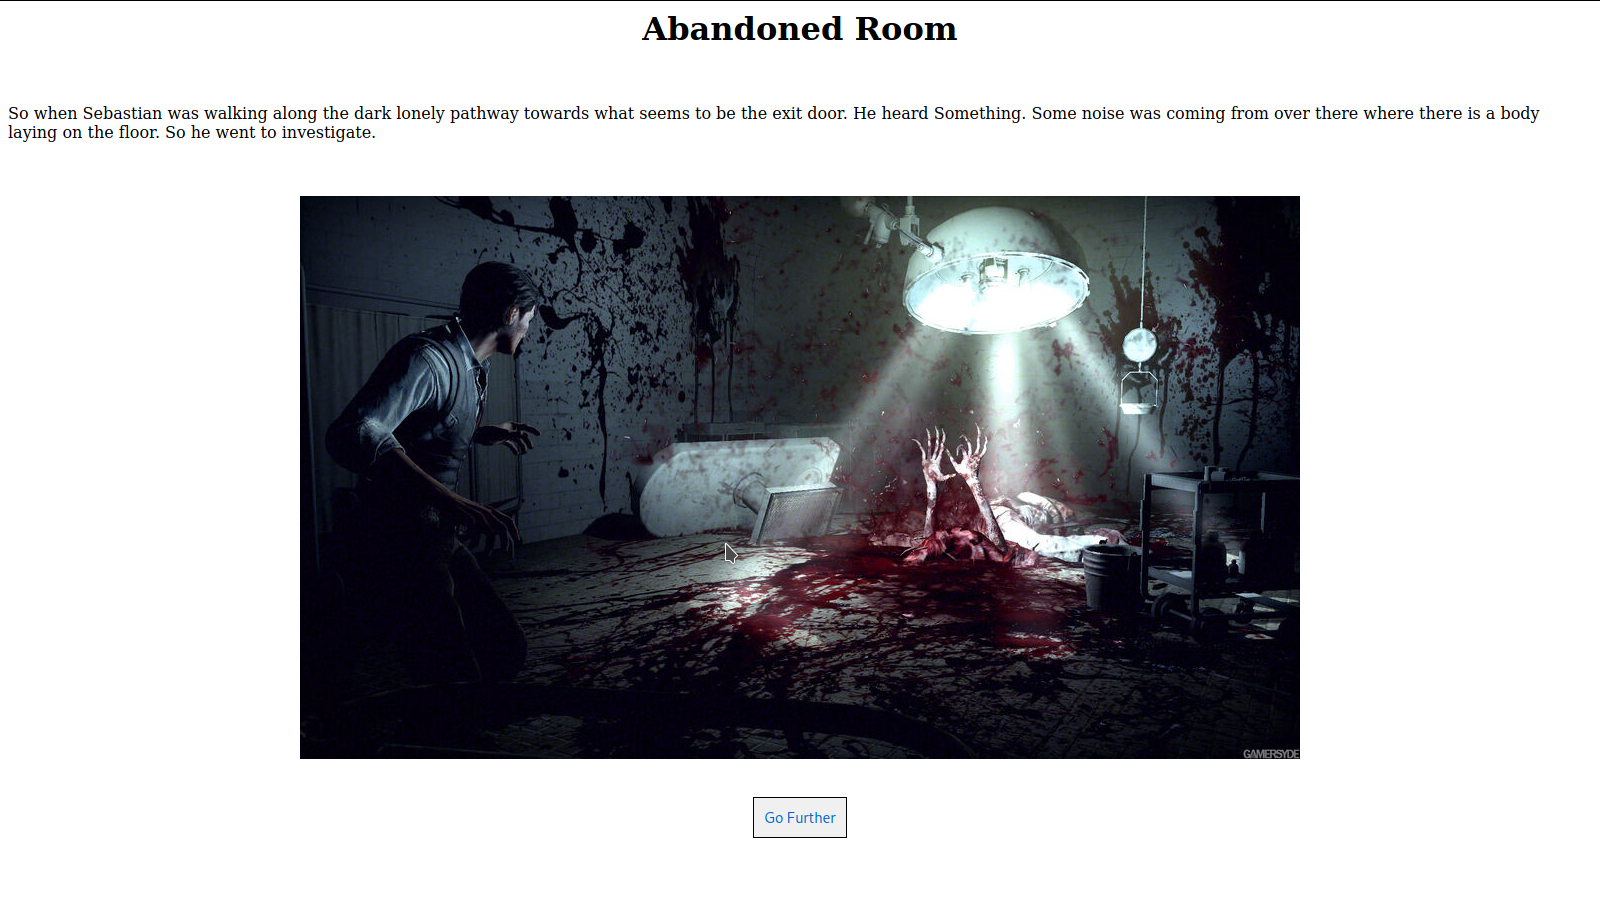 Abandoned Room
So when Sebastian was walking along the dark lonely pathway towards what seems to be the exit door. He heard Something. Some noise was coming from over there where there is a body
laying on the floor. So he went to investigate.
GAMERSYDE
Go Further